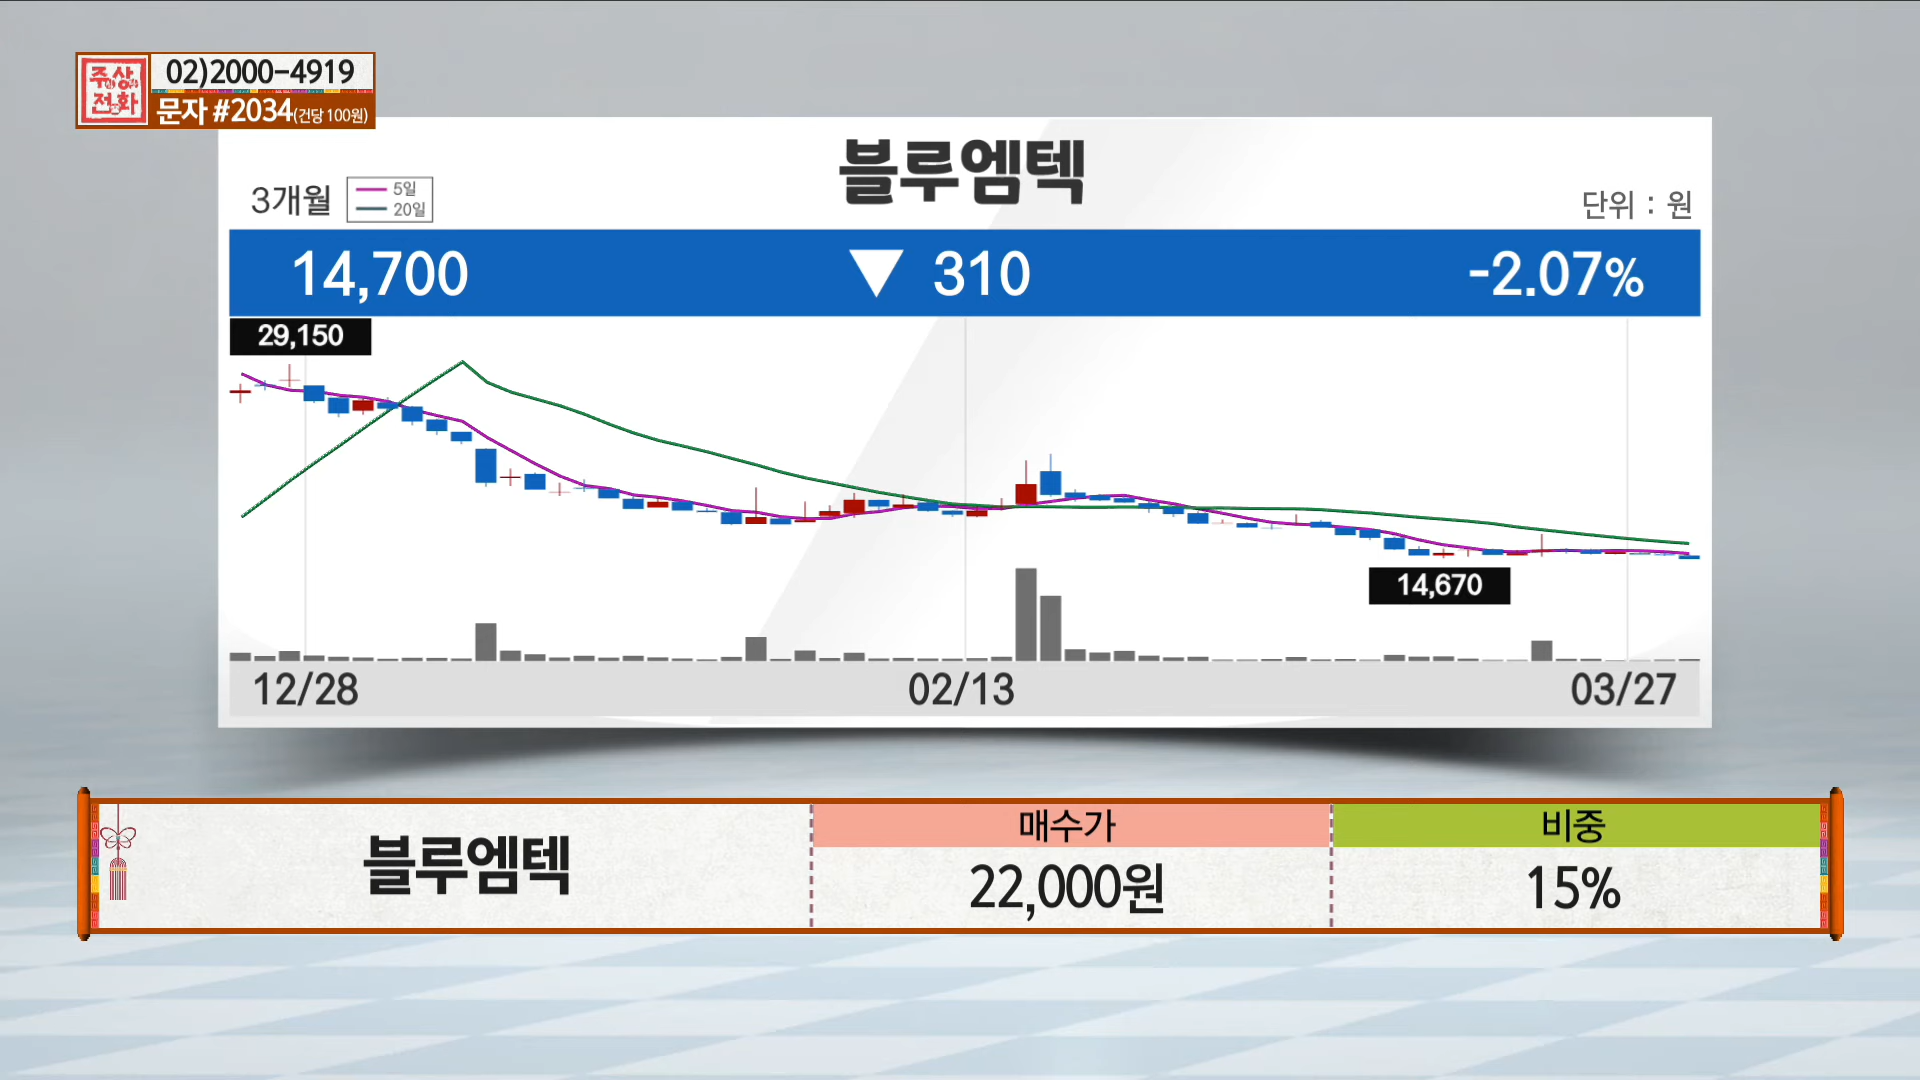 주상
전화
02)2000-4919
문자 #2034(건당 100원)
블루엠텍
3개월
5일
20일
단위 : 원
14,700 ▼ 310 -2.07%
29,150
14,670
12/28 02/13 03/27
블루엠텍
매수가
22,000원
비중
15%